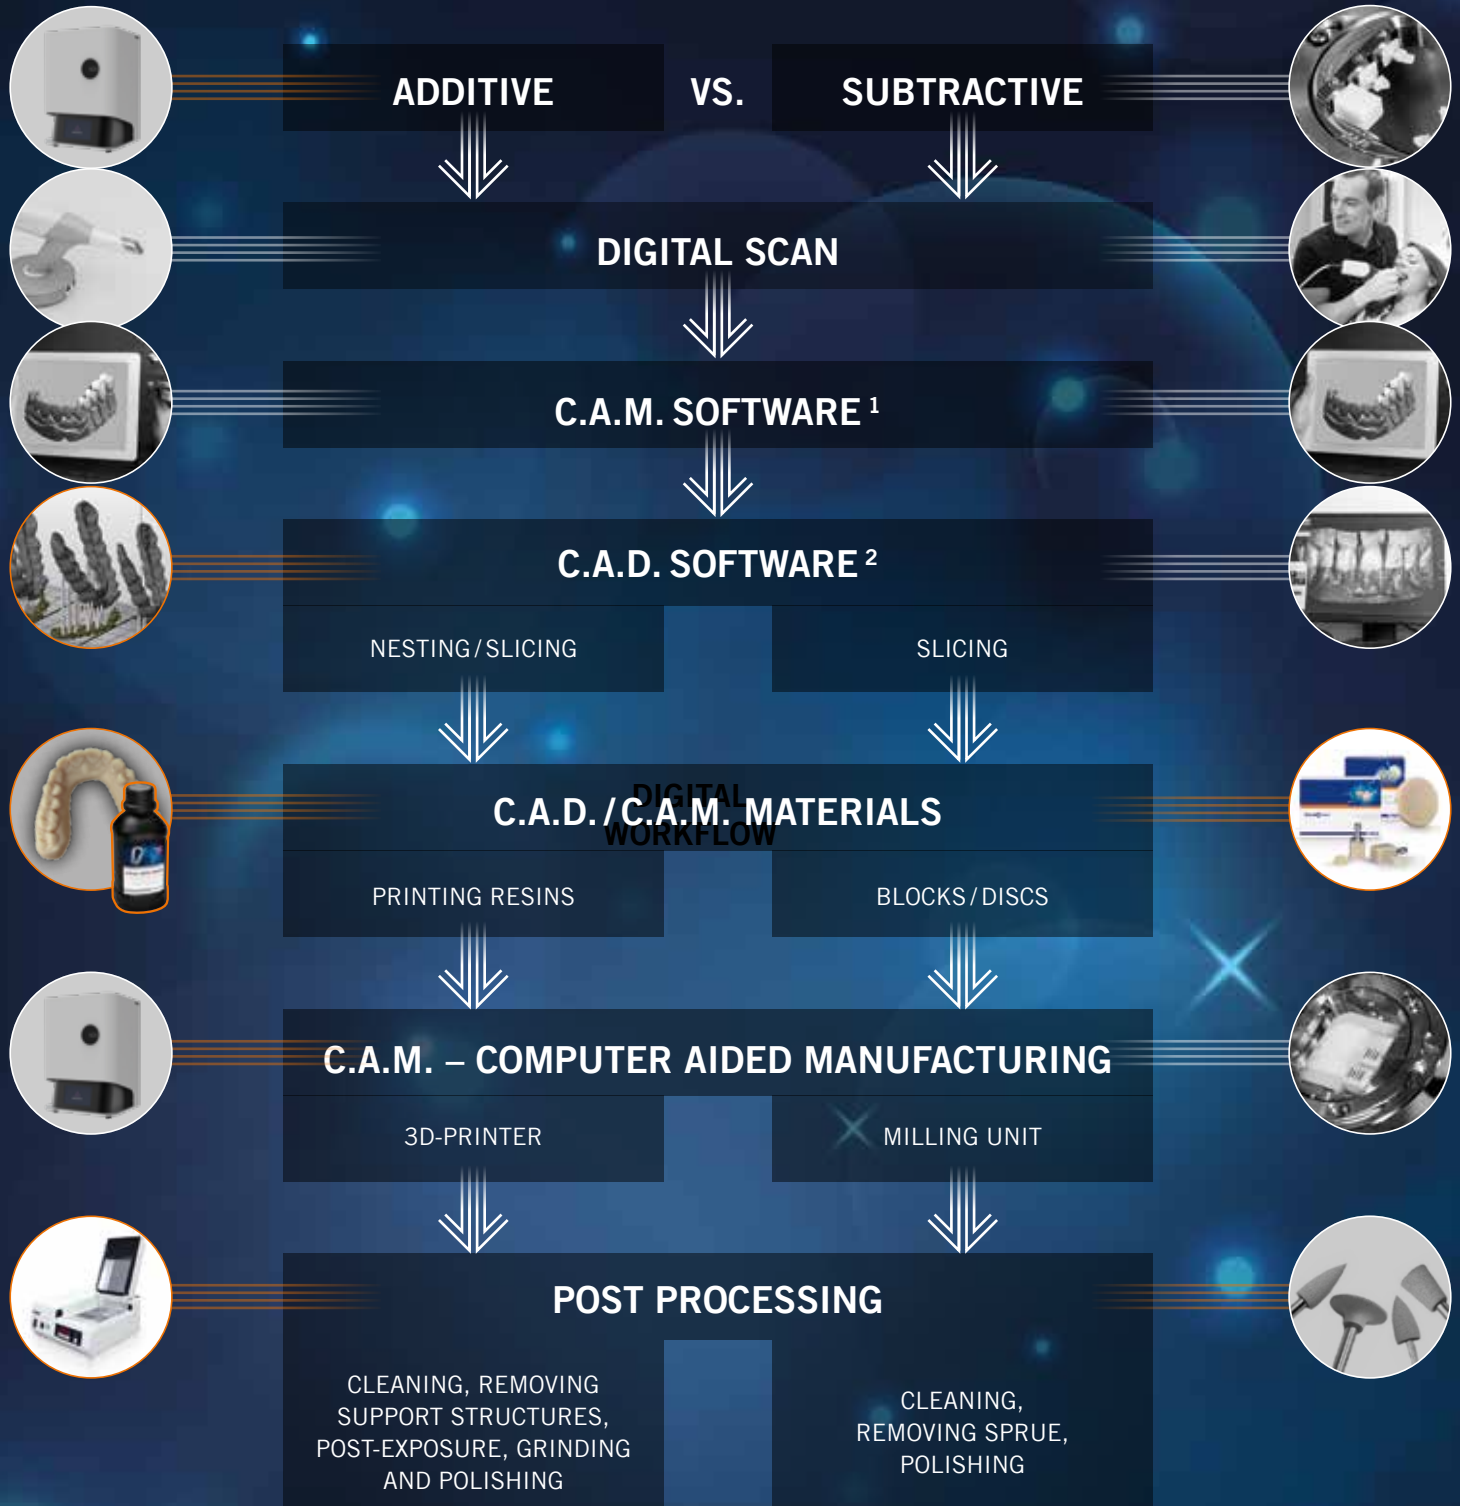 ADDITIVE VS. SUBTRACTIVE
DIGITAL SCAN
C.A.M. SOFTWARE 1
C.A.D. SOFTWARE 2
NESTING / SLICING
SLICING
DIGITAL
WORKFLOW
C.A.D. / C.A.M. MATERIALS
PRINTING RESINS
BLOCKS / DISCS
C.A.M. – COMPUTER AIDED MANUFACTURING
3D-PRINTER
MILLING UNIT
POST PROCESSING
CLEANING, REMOVING
SUPPORT STRUCTURES,
POST-EXPOSURE, GRINDING
AND POLISHING
CLEANING,
REMOVING SPRUE,
POLISHING